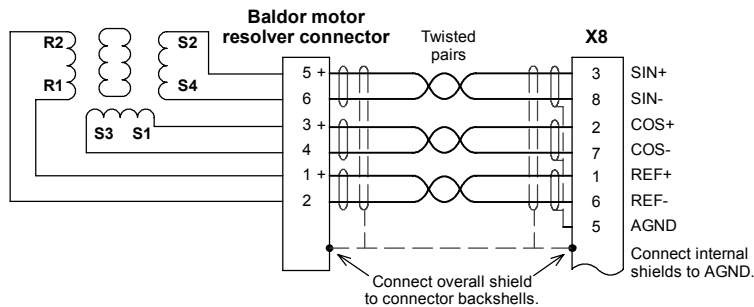 Baldor motor
resolver connector
Twisted
pairs
X8
R2
S2
R1
S4
S3 S1
5 +
6
3 +
4
1 +
2
3 SIN+
8 SIN-
2 COS+
7 COS-
1 REF+
6 REF-
5 AGND
Connect internal
shields to AGND.
Connect overall shield
to connector backshells.